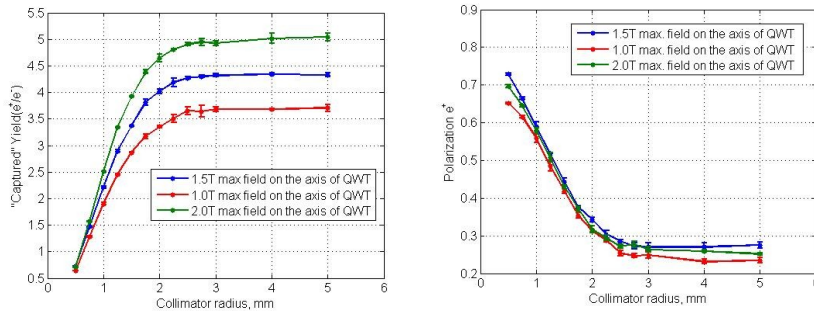 "Captured" Yield(e⁺/e⁻)
5.5
5
4.5
4
3.5
3
2.5
2
1.5
1
0.5
1.5T max field on the axis of QWT
1.0T max field on the axis of QWT
2.0T max field on the axis of QWT
0 1 2 3 4 5 6
Collimator radius, mm
Polarization e⁺
0.9
0.8
0.7
0.6
0.5
0.4
0.3
0.2
1.5T max. field on the axis of QWT
1.0T max. field on the axis of QWT
2.0T max. field on the axis of QWT
0 1 2 3 4 5 6
Collimator radius, mm